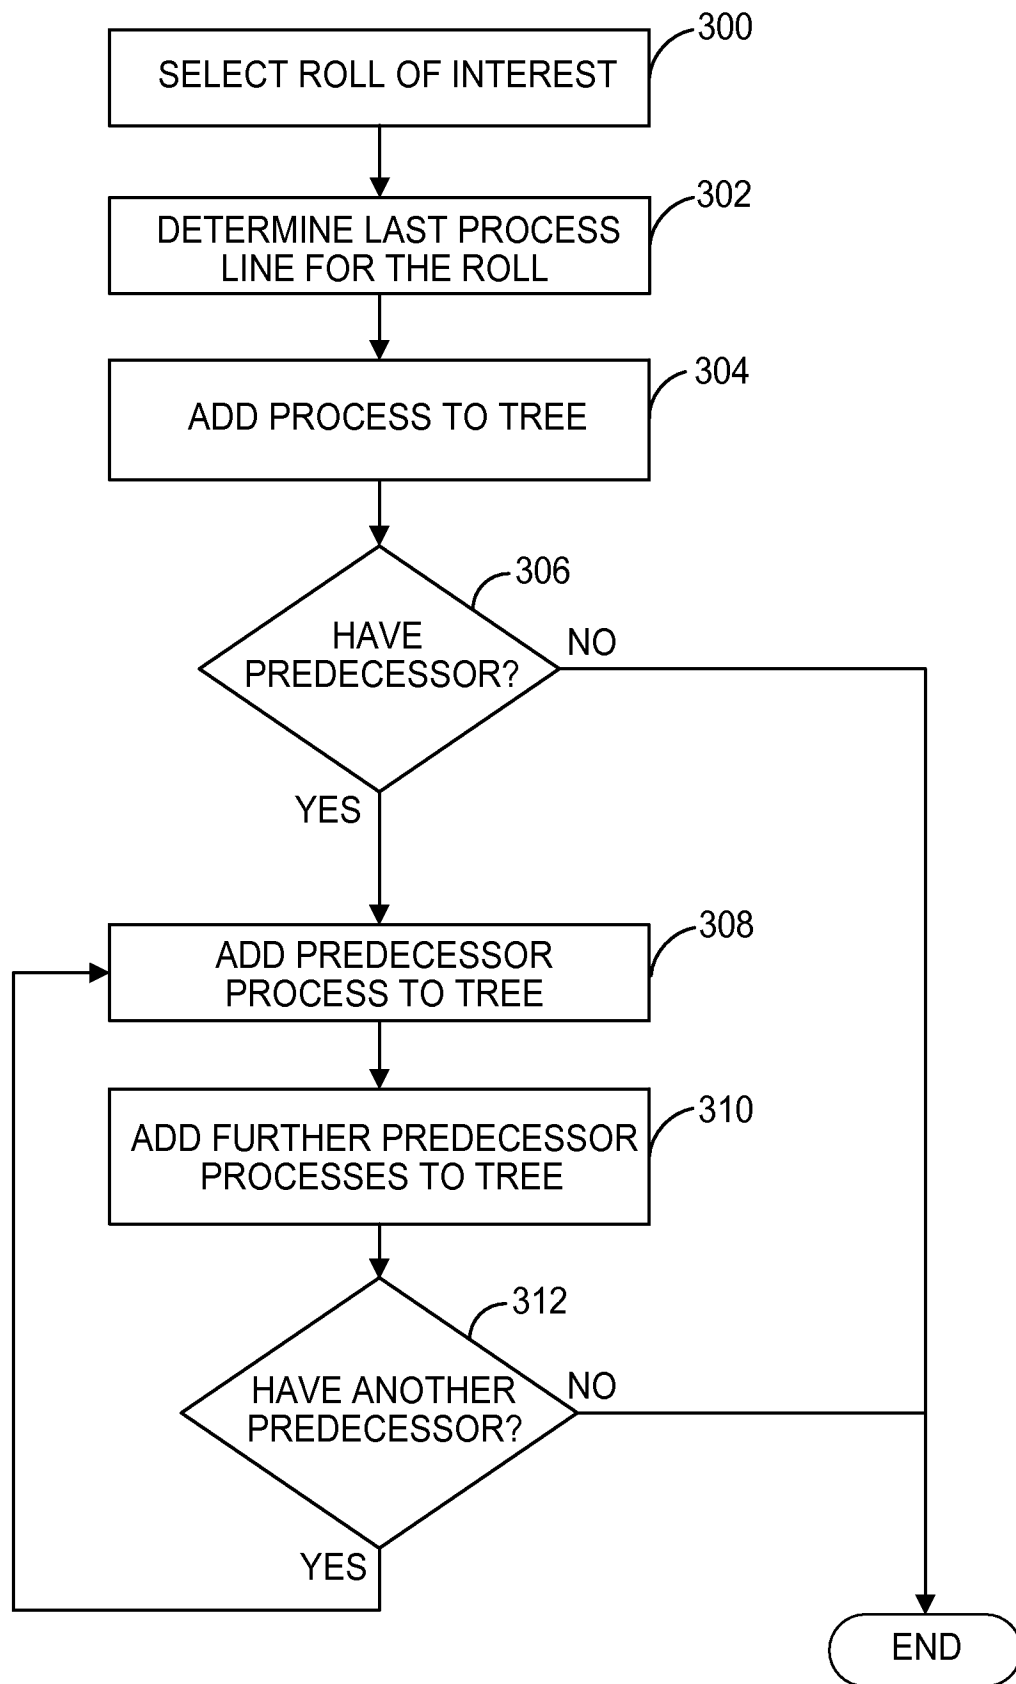 300
SELECT ROLL OF INTEREST
302
DETERMINE LAST PROCESS
LINE FOR THE ROLL
304
ADD PROCESS TO TREE
306
HAVE
PREDECESSOR?
NO
YES
308
ADD PREDECESSOR
PROCESS TO TREE
310
ADD FURTHER PREDECESSOR
PROCESSES TO TREE
312
HAVE ANOTHER
PREDECESSOR?
NO
YES
END